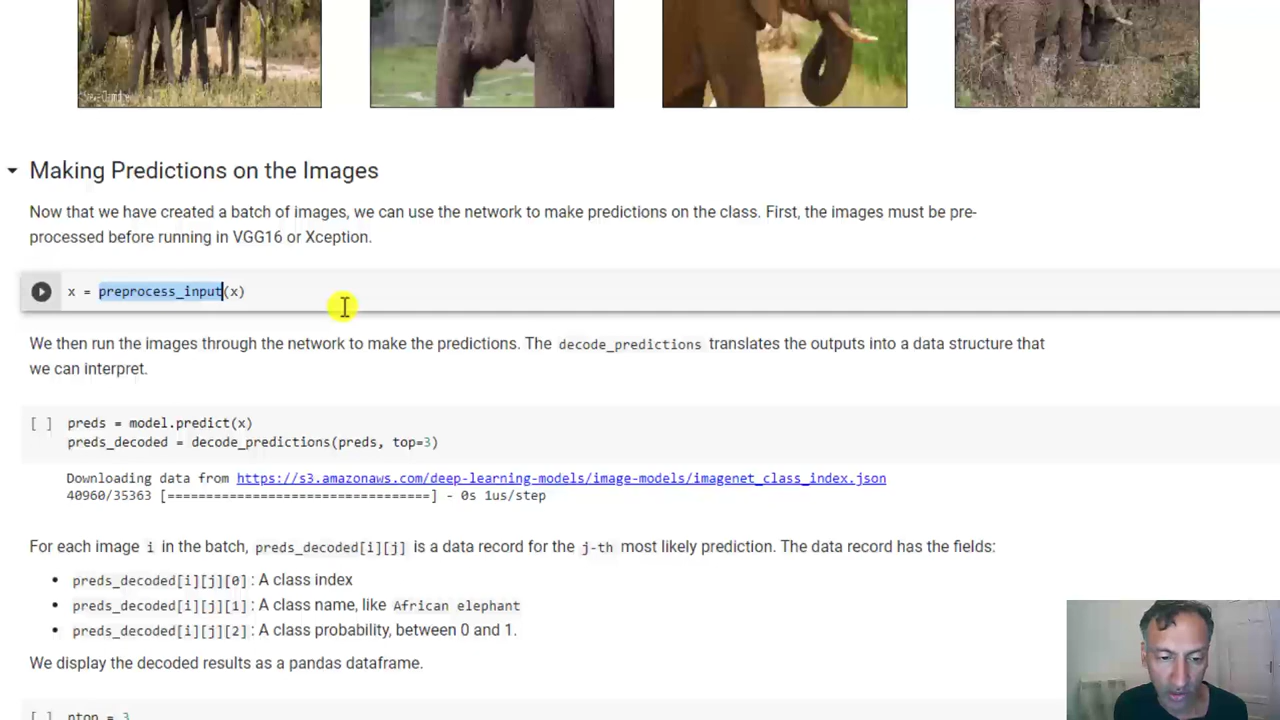 Making Predictions on the Images
Now that we have created a batch of images, we can use the network to make predictions on the class. First, the images must be pre-
processed before running in VGG16 or Xception.
x = preprocess_input(x)
We then run the images through the network to make the predictions. The decode_predictions translates the outputs into a data structure that
we can interpret.
[ ] preds = model.predict(x)
preds_decoded = decode_predictions(preds, top=3)
Downloading data from https://s3.amazonaws.com/deep-learning-models/image-models/imagenet_class_index.json
40960/35363 [==================================] - 0s 1us/step
For each image i in the batch, preds_decoded[i][j] is a data record for the j-th most likely prediction. The data record has the fields:
• preds_decoded[i][j][0]: A class index
• preds_decoded[i][j][1]: A class name, like African elephant
• preds_decoded[i][j][2]: A class probability, between 0 and 1.
We display the decoded results as a pandas dataframe.
[ ] ntop = 3